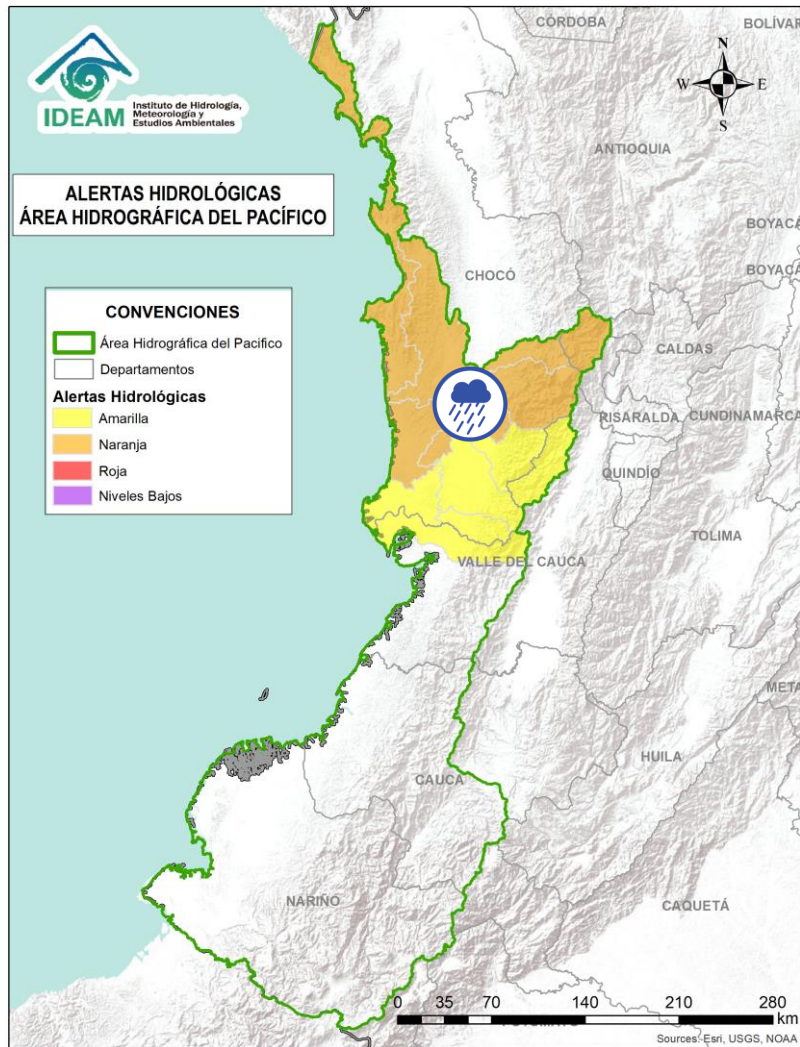 IDEAM
Instituto de Hidrología,
Meteorología y
Estudios Ambientales
ALERTAS HIDROLÓGICAS
ÁREA HIDROGRÁFICA DEL PACÍFICO
CONVENCIONES
Área Hidrográfica del Pacifico
Departamentos
Alertas Hidrológicas
Amarilla
Naranja
Roja
Niveles Bajos
N
W E
S
CÓRDOBA
BOLÍVAR
ANTIOQUIA
BOYACÁ
CHOCÓ
BOYACÁ
CALDAS
RISARALDA
CUNDINAMARCA
QUINDÍO
TOLIMA
VALLE DEL CAUCA
META
HUILA
CAUCA
NARIÑO
CAQUETÁ
0 35 70 140 210 280
km
Sources: Esri, USGS, NOAA